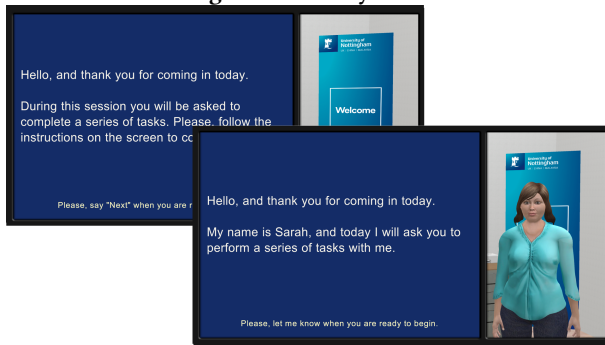 University of
Nottingham
Welcome
Hello, and thank you for coming in today.
During this session you will be asked to
complete a series of tasks. Please, follow the
instructions on the screen to co
Please, say "Next" when you are r
University of
Nottingham
Hello, and thank you for coming in today.
My name is Sarah, and today I will ask you to
perform a series of tasks with me.
Please, let me know when you are ready to begin.